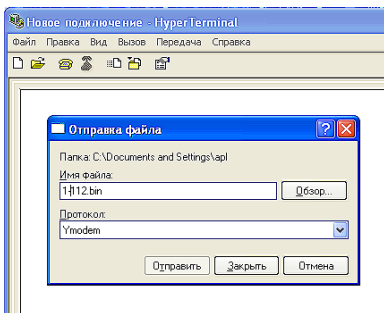 Новое подключение - HyperTerminal
Файл Правка Вид Вызов Передача Справка
Отправка файла
Папка: C:\Documents and Settings\apl
Имя файла:
1-112.bin
Обзор...
Протокол:
Ymodem
Отправить Закрыть Отмена